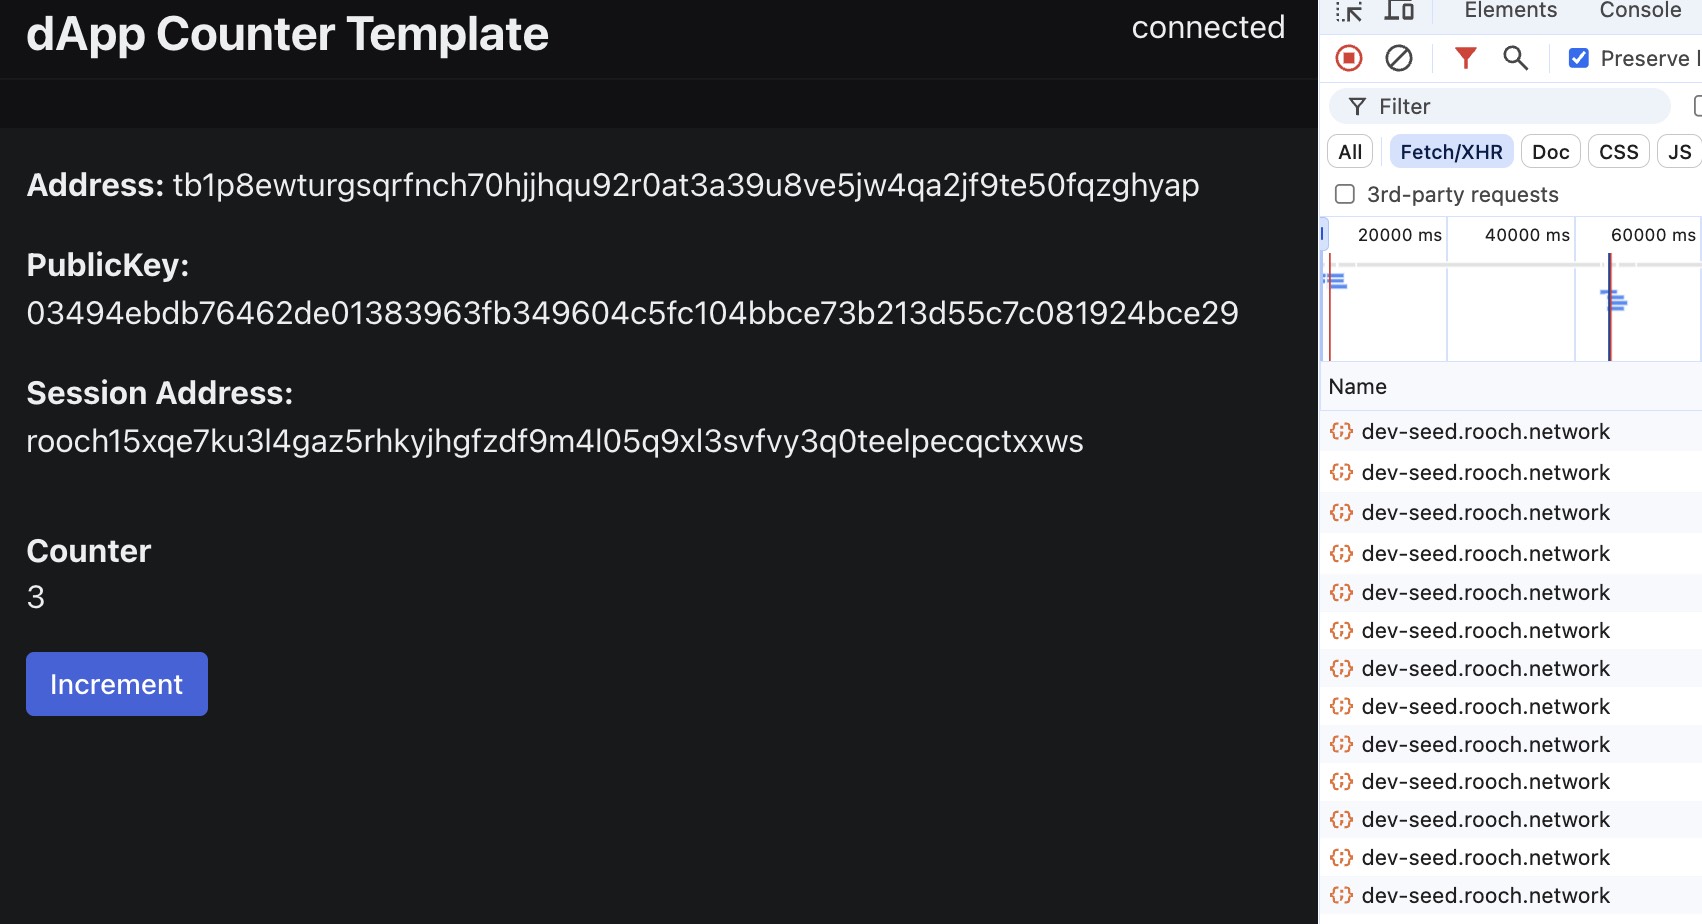 dApp Counter Template
connected
Address: tb1p8ewturgsqrfnch70hjjhqu92r0at3a39u8ve5jw4qa2jf9te50fqzghyap
PublicKey:
03494ebdb76462de01383963fb349604c5fc104bbce73b213d55c7c081924bce29
Session Address:
rooch15xqe7ku3l4gaz5rhkyjhgfzdf9m4l05q9xl3svfvy3q0teelpecqctxxws
Counter
3
Increment
Elements Console
Preserve l
Filter
All Fetch/XHR Doc CSS JS
3rd-party requests
20000 ms 40000 ms 60000 ms
Name
dev-seed.rooch.network
dev-seed.rooch.network
dev-seed.rooch.network
dev-seed.rooch.network
dev-seed.rooch.network
dev-seed.rooch.network
dev-seed.rooch.network
dev-seed.rooch.network
dev-seed.rooch.network
dev-seed.rooch.network
dev-seed.rooch.network
dev-seed.rooch.network
dev-seed.rooch.network